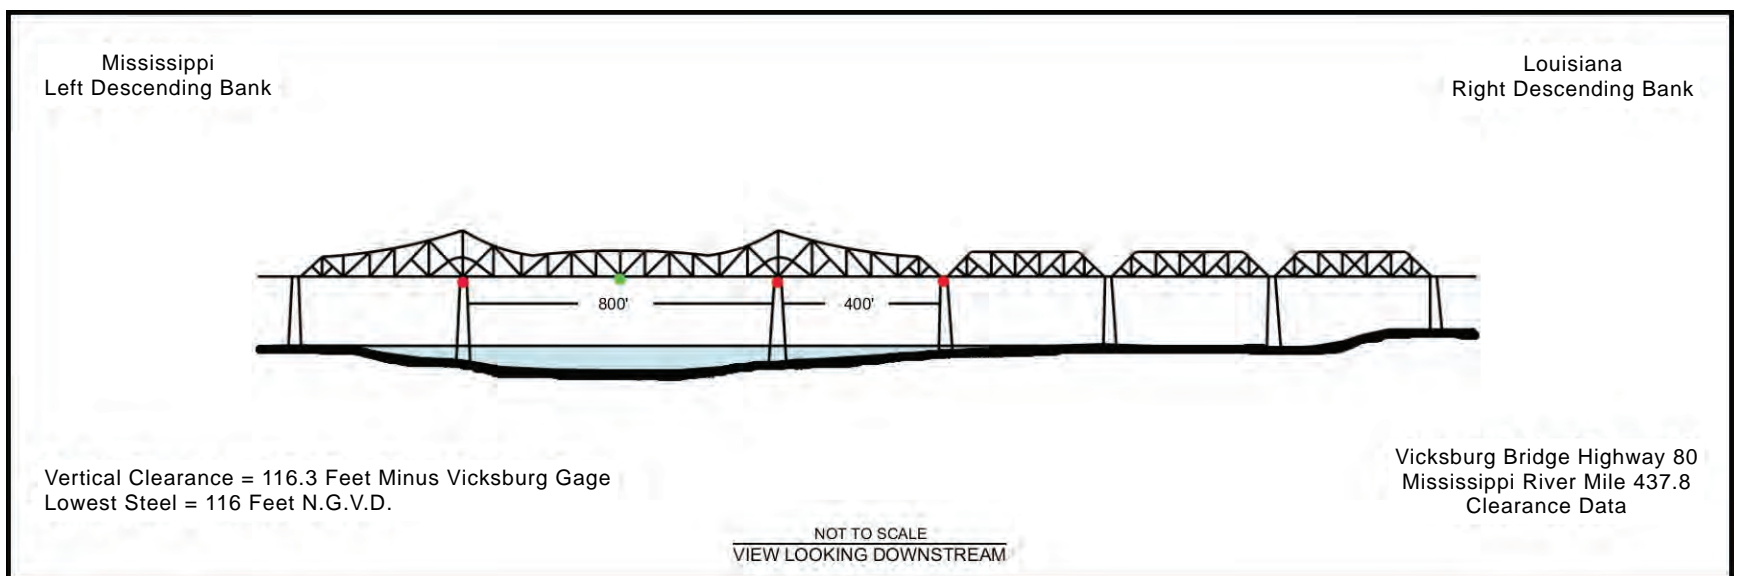 Mississippi
Left Descending Bank
Louisiana
Right Descending Bank
800'
400'
Vertical Clearance = 116.3 Feet Minus Vicksburg Gage
Lowest Steel = 116 Feet N.G.V.D.
Vicksburg Bridge Highway 80
Mississippi River Mile 437.8
Clearance Data
NOT TO SCALE
VIEW LOOKING DOWNSTREAM